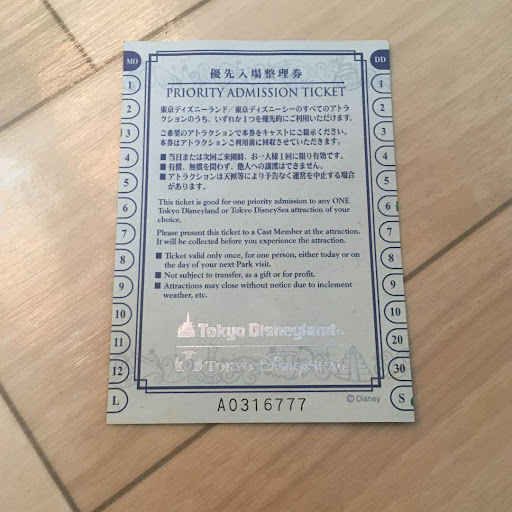 MO
DD
優先入場整理券
PRIORITY ADMISSION TICKET
東京ディズニーランド/東京ディズニーシーのすべてのアトラ
クションのうち、いずれか1つを優先的にご利用いただけます。
ご希望のアトラクションで本券をキャストにご提示ください。
本券はアトラクションご利用前に回収させていただきます。
■ 当日または次回ご来園時、お一人様1回に限り有効です。
■ 有償、無償を問わず、他人への譲渡はできません。
■ アトラクションは天候等により予告なく運営を中止する場合
があります。
This ticket is good for one priority admission to any ONE
Tokyo Disneyland or Tokyo DisneySea attraction of your
choice.
Please present this ticket to a Cast Member at the attraction.
It will be collected before you experience the attraction.
■ Ticket valid only once, for one person, either today or on
the day of your next Park visit.
■ Not subject to transfer, as a gift or for profit.
■ Attractions may close without notice due to inclement
weather, etc.
Tokyo Disneyland
TOKYO DisneySea
A0316777
© Disney
1
2
3
4
5
6
7
8
9
10
11
12
L
1
2
3
4
5
6
7
8
9
10
20
30
S